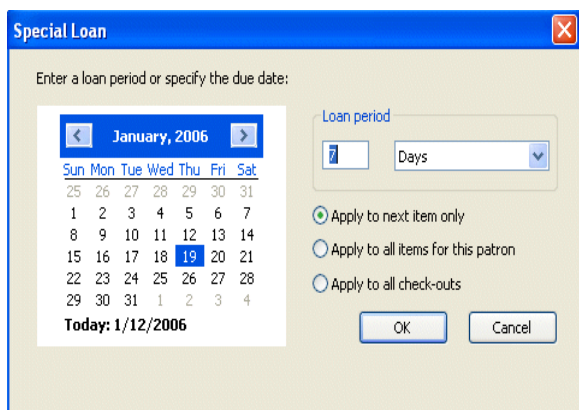 Special Loan
Enter a loan period or specify the due date:
January, 2006
Sun Mon Tue Wed Thu Fri Sat
25 26 27 28 29 30 31
1 2 3 4 5 6 7
8 9 10 11 12 13 14
15 16 17 18 19 20 21
22 23 24 25 26 27 28
29 30 31 1 2 3 4
Today: 1/12/2006
Loan period
7 Days
Apply to next item only
Apply to all items for this patron
Apply to all check-outs
OK Cancel